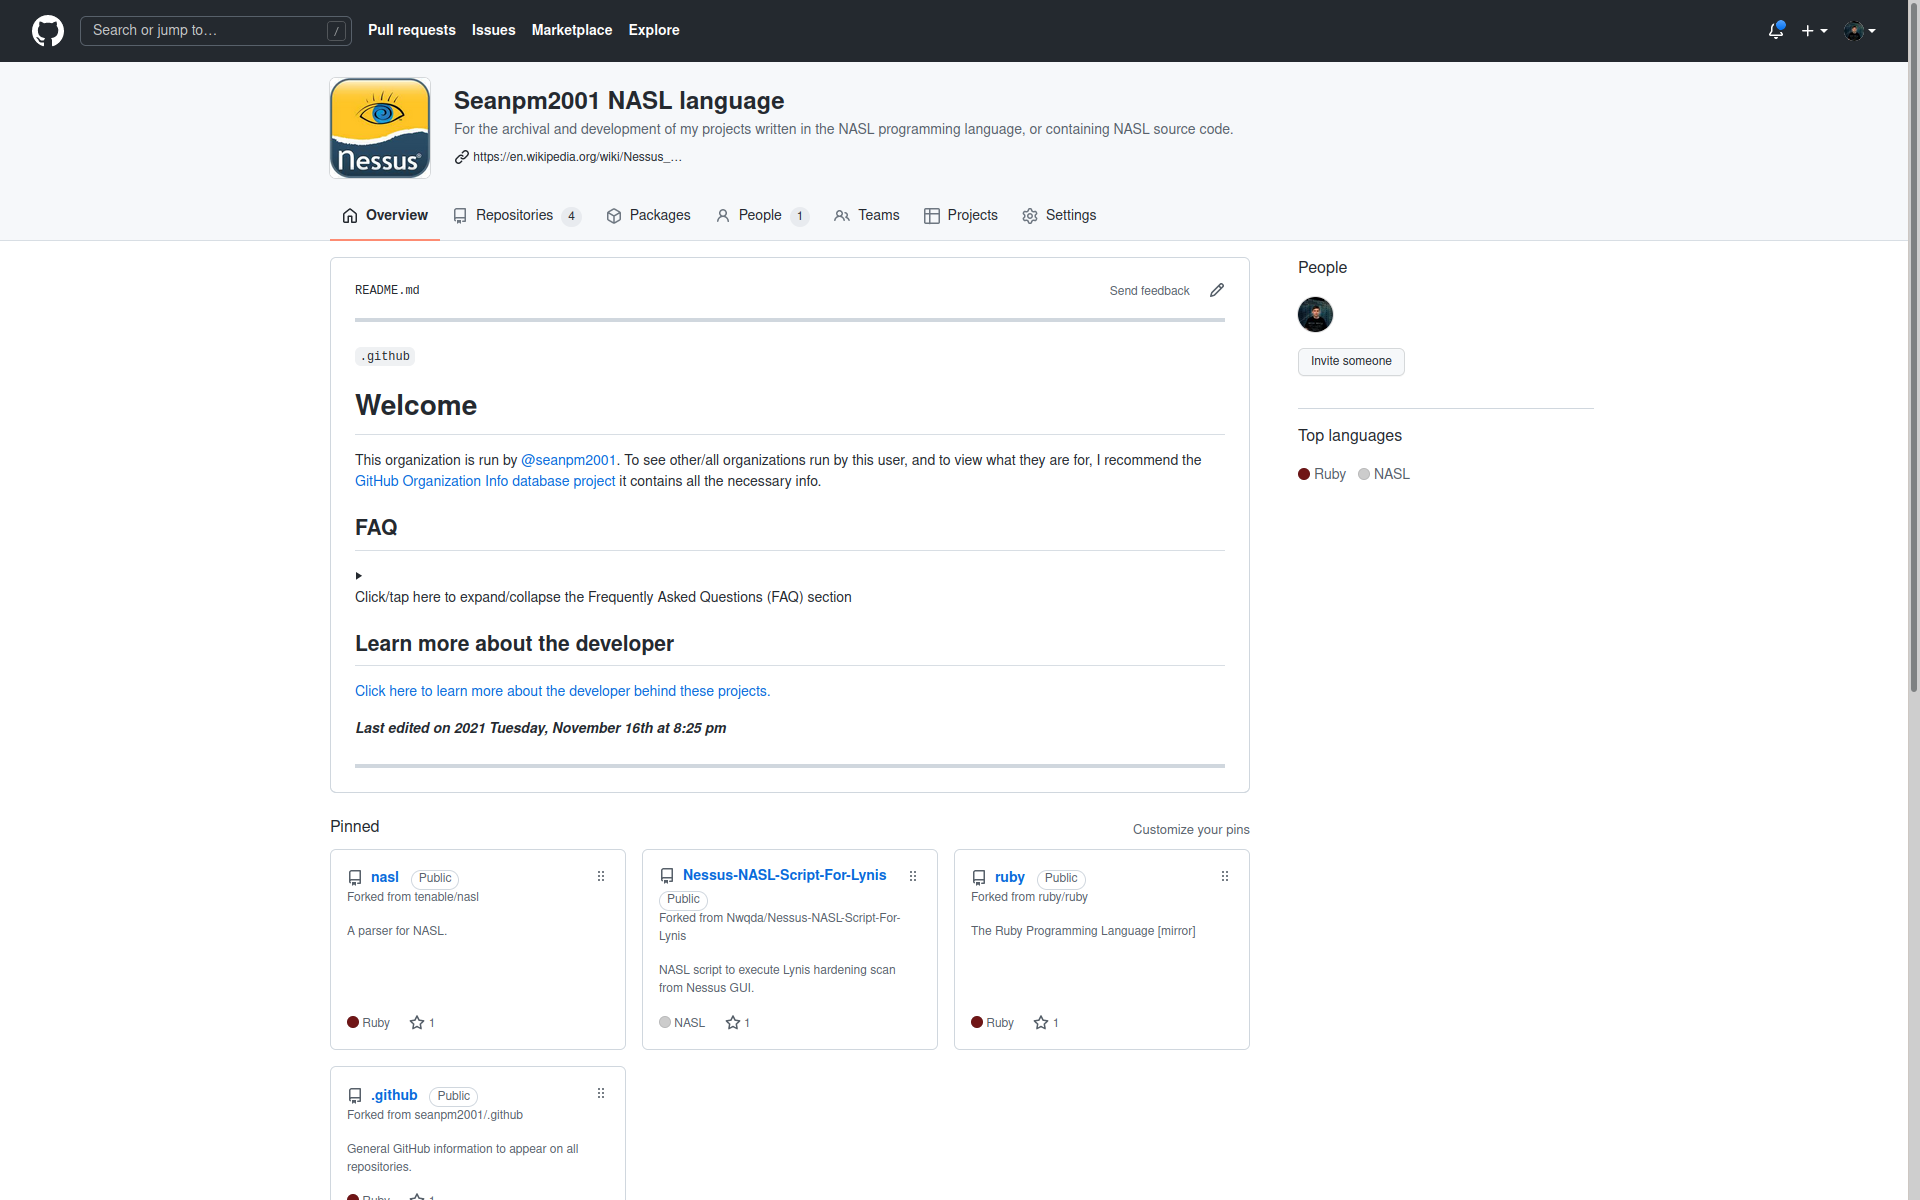 Search or jump to…
/
Pull requests
Issues
Marketplace
Explore
nessus
Seanpm2001 NASL language
For the archival and development of my projects written in the NASL programming language, or containing NASL source code.
https://en.wikipedia.org/wiki/Nessus_…
Overview
Repositories 4
Packages
People 1
Teams
Projects
Settings
README.md
Send feedback
.github
Welcome
This organization is run by @seanpm2001. To see other/all organizations run by this user, and to view what they are for, I recommend the
GitHub Organization Info database project it contains all the necessary info.
FAQ
Click/tap here to expand/collapse the Frequently Asked Questions (FAQ) section
Learn more about the developer
Click here to learn more about the developer behind these projects.
Last edited on 2021 Tuesday, November 16th at 8:25 pm
People
Invite someone
Top languages
Ruby NASL
Pinned
Customize your pins
nasl Public
Forked from tenable/nasl
A parser for NASL.
Ruby 1
Nessus-NASL-Script-For-Lynis
Public
Forked from Nwqda/Nessus-NASL-Script-For-
Lynis
NASL script to execute Lynis hardening scan
from Nessus GUI.
NASL 1
ruby Public
Forked from ruby/ruby
The Ruby Programming Language [mirror]
Ruby 1
.github Public
Forked from seanpm2001/.github
General GitHub information to appear on all
repositories.
Ruby 1